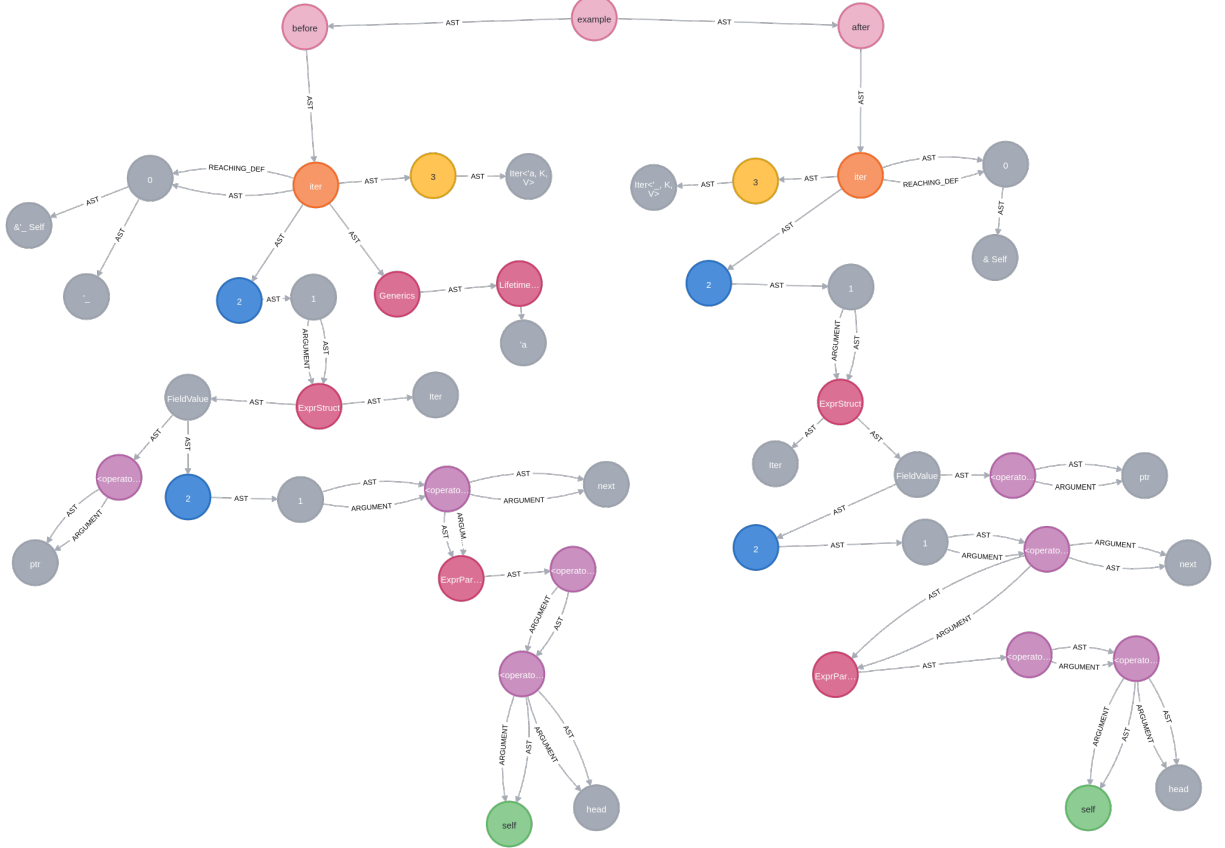 before
AST
example
AST
after
AST
AST
0
REACHING_DEF
AST
iter
AST
3
AST
Iter<'a, K,
V>
Iter<'_, K,
V>
AST
3
AST
iter
AST
REACHING_DEF
0
AST
&'_ Self
AST
'_
AST
AST
AST
& Self
AST
2
AST
1
Generics
AST
Lifetime...
'a
AST
2
AST
1
ARGUMENT
AST
ARGUMENT
AST
FieldValue
AST
ExprStruct
AST
Iter
ExprStruct
AST
AST
Iter
FieldValue
AST
<operato...
AST
ARGUMENT
ptr
AST
AST
<operato...
2
AST
1
AST
ARGUMENT
<operato...
AST
ARGUMENT
next
AST
ARGUMENT
ptr
AST
ARGUM...
ExprPar...
AST
<operato...
AST
2
AST
1
AST
ARGUMENT
<operato...
ARGUMENT
AST
next
ARGUMENT
AST
<operato...
AST
ARGUMENT
ExprPar...
AST
<operato...
AST
ARGUMENT
<operato...
ARGUMENT
AST
ARGUMENT
AST
self
head
ARGUMENT
AST
ARGUMENT
AST
self
head